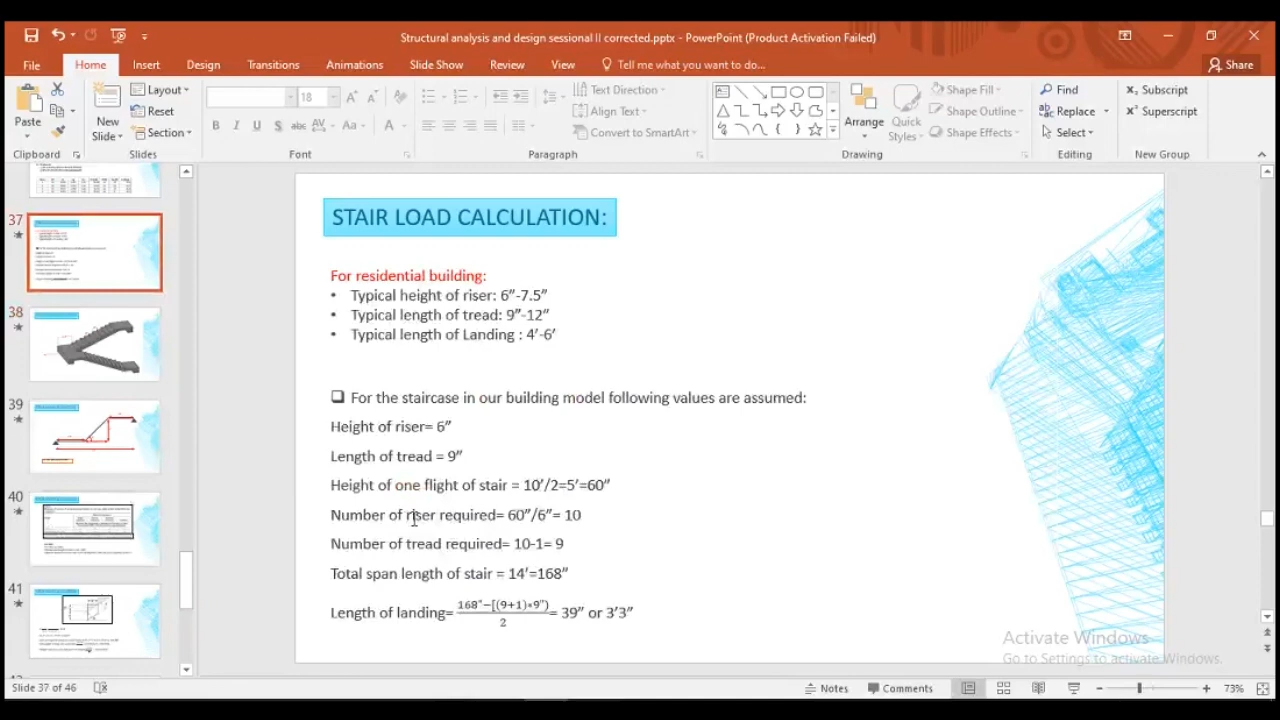 Structural analysis and design sessional II corrected.pptx - PowerPoint (Product Activation Failed)
File Home Insert Design Transitions Animations Slide Show Review View Tell me what you want to do... Share
Paste
Clipboard
New Slide
Layout
Reset
Section
Slides
18
B I U S abc AV Aa A
Font
Text Direction
Align Text
Convert to SmartArt
Paragraph
Arrange
Quick Styles
Shape Fill
Shape Outline
Shape Effects
Drawing
Find
Replace
Select
Editing
X₂ Subscript
X² Superscript
New Group
37
38
39
40
41
STAIR LOAD CALCULATION:
For residential building:
• Typical height of riser: 6”-7.5”
• Typical length of tread: 9”-12”
• Typical length of Landing : 4’-6’
❑ For the staircase in our building model following values are assumed:
Height of riser= 6”
Length of tread = 9”
Height of one flight of stair = 10’/2=5’=60”
Number of riser required= 60”/6”= 10
Number of tread required= 10-1= 9
Total span length of stair = 14’=168”
Length of landing= 168"−[(9+1)∗9") / 2 = 39” or 3’3”
Activate Windows
Go to Settings to activate Windows.
Slide 37 of 46
Notes Comments 73%